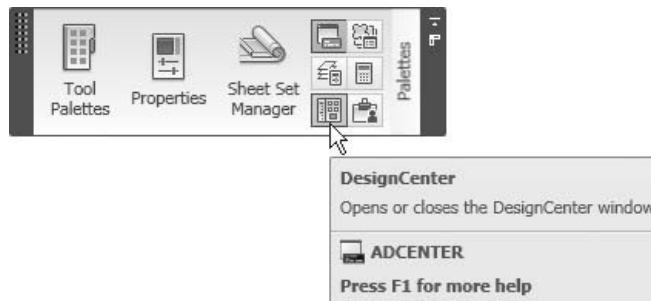 Tool
Palettes
Properties
Sheet Set
Manager
Palettes
DesignCenter
Opens or closes the DesignCenter window
ADCENTER
Press F1 for more help